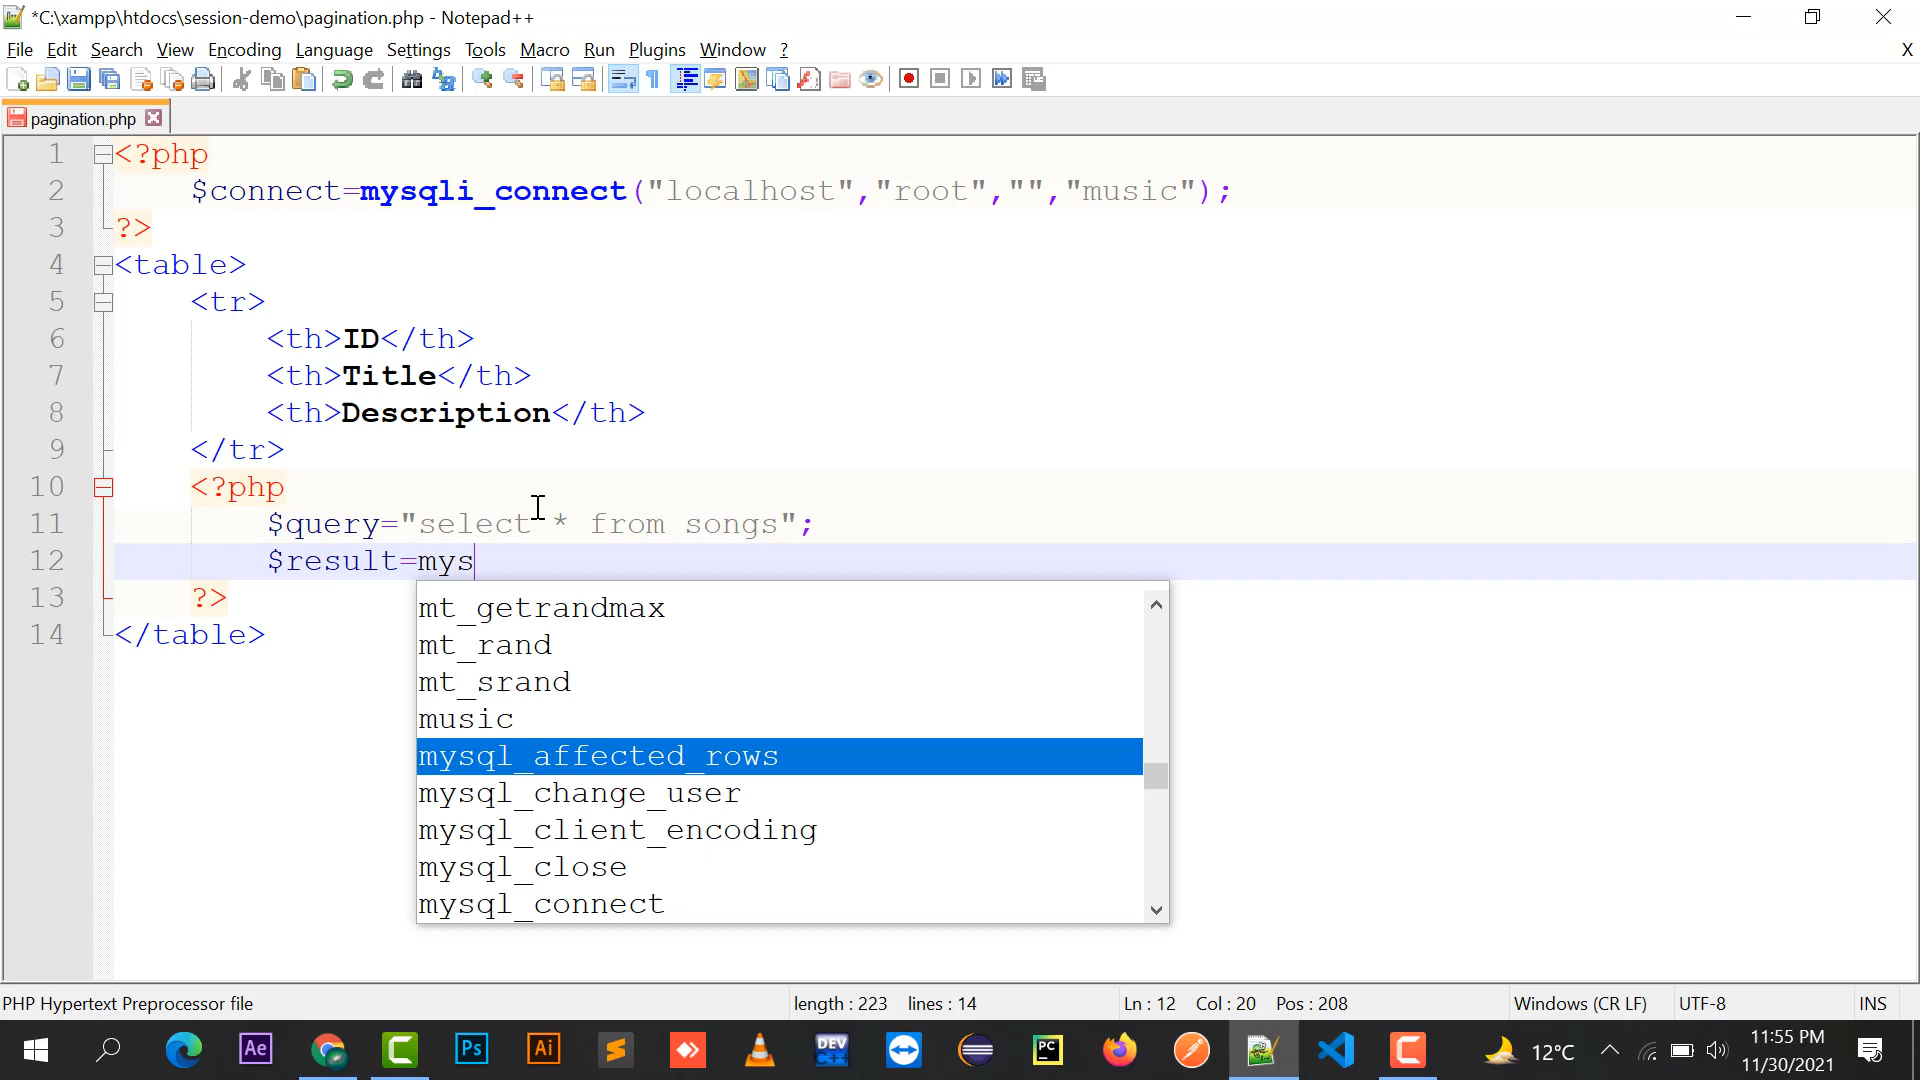 *C:\xampp\htdocs\session-demo\pagination.php - Notepad++
File Edit Search View Encoding Language Settings Tools Macro Run Plugins Window ? X
pagination.php
1 <?php
2 $connect=mysqli_connect("localhost","root","","music");
3 ?>
4 <table>
5 <tr>
6 <th>ID</th>
7 <th>Title</th>
8 <th>Description</th>
9 </tr>
10 <?php
11 $query="select * from songs";
12 $result=mys
13 ?>
14 </table>
mt_getrandmax
mt_rand
mt_srand
music
mysql_affected_rows
mysql_change_user
mysql_client_encoding
mysql_close
mysql_connect
PHP Hypertext Preprocessor file length : 223 lines : 14 Ln : 12 Col : 20 Pos : 208 Windows (CR LF) UTF-8 INS
Ae Ps Ai DEV C++ PC 12°C 11:55 PM
11/30/2021